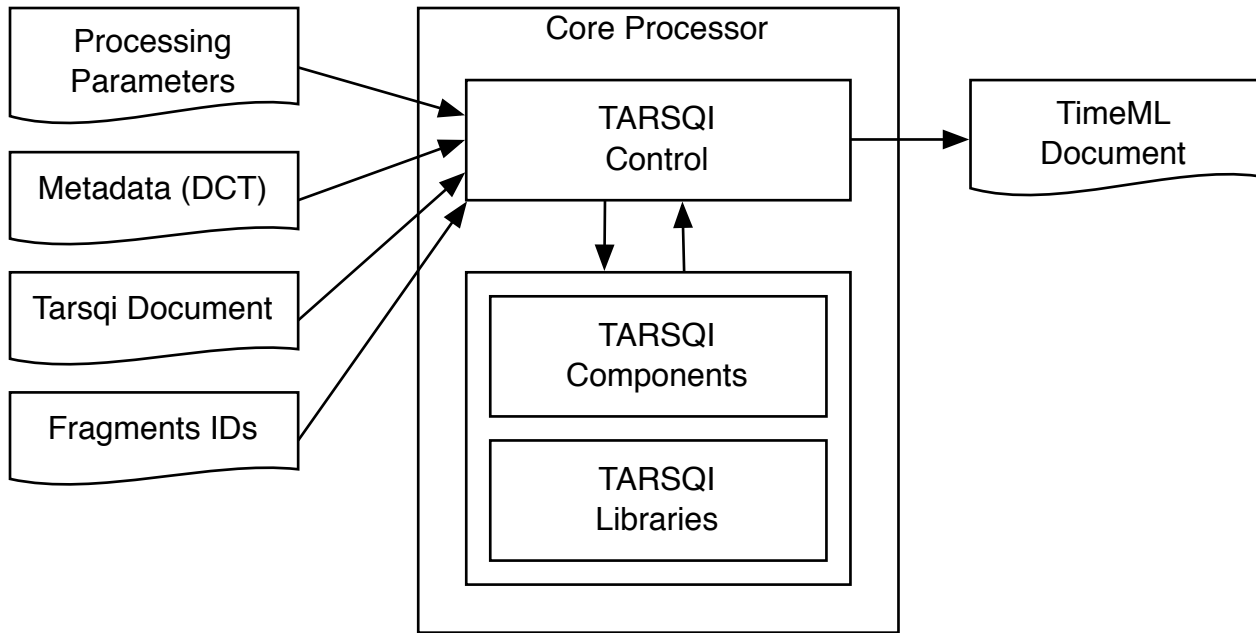 Processing
Parameters
Metadata (DCT)
Tarsqi Document
Fragments IDs
Core Processor
TARSQI
Control
TARSQI
Components
TARSQI
Libraries
TimeML
Document